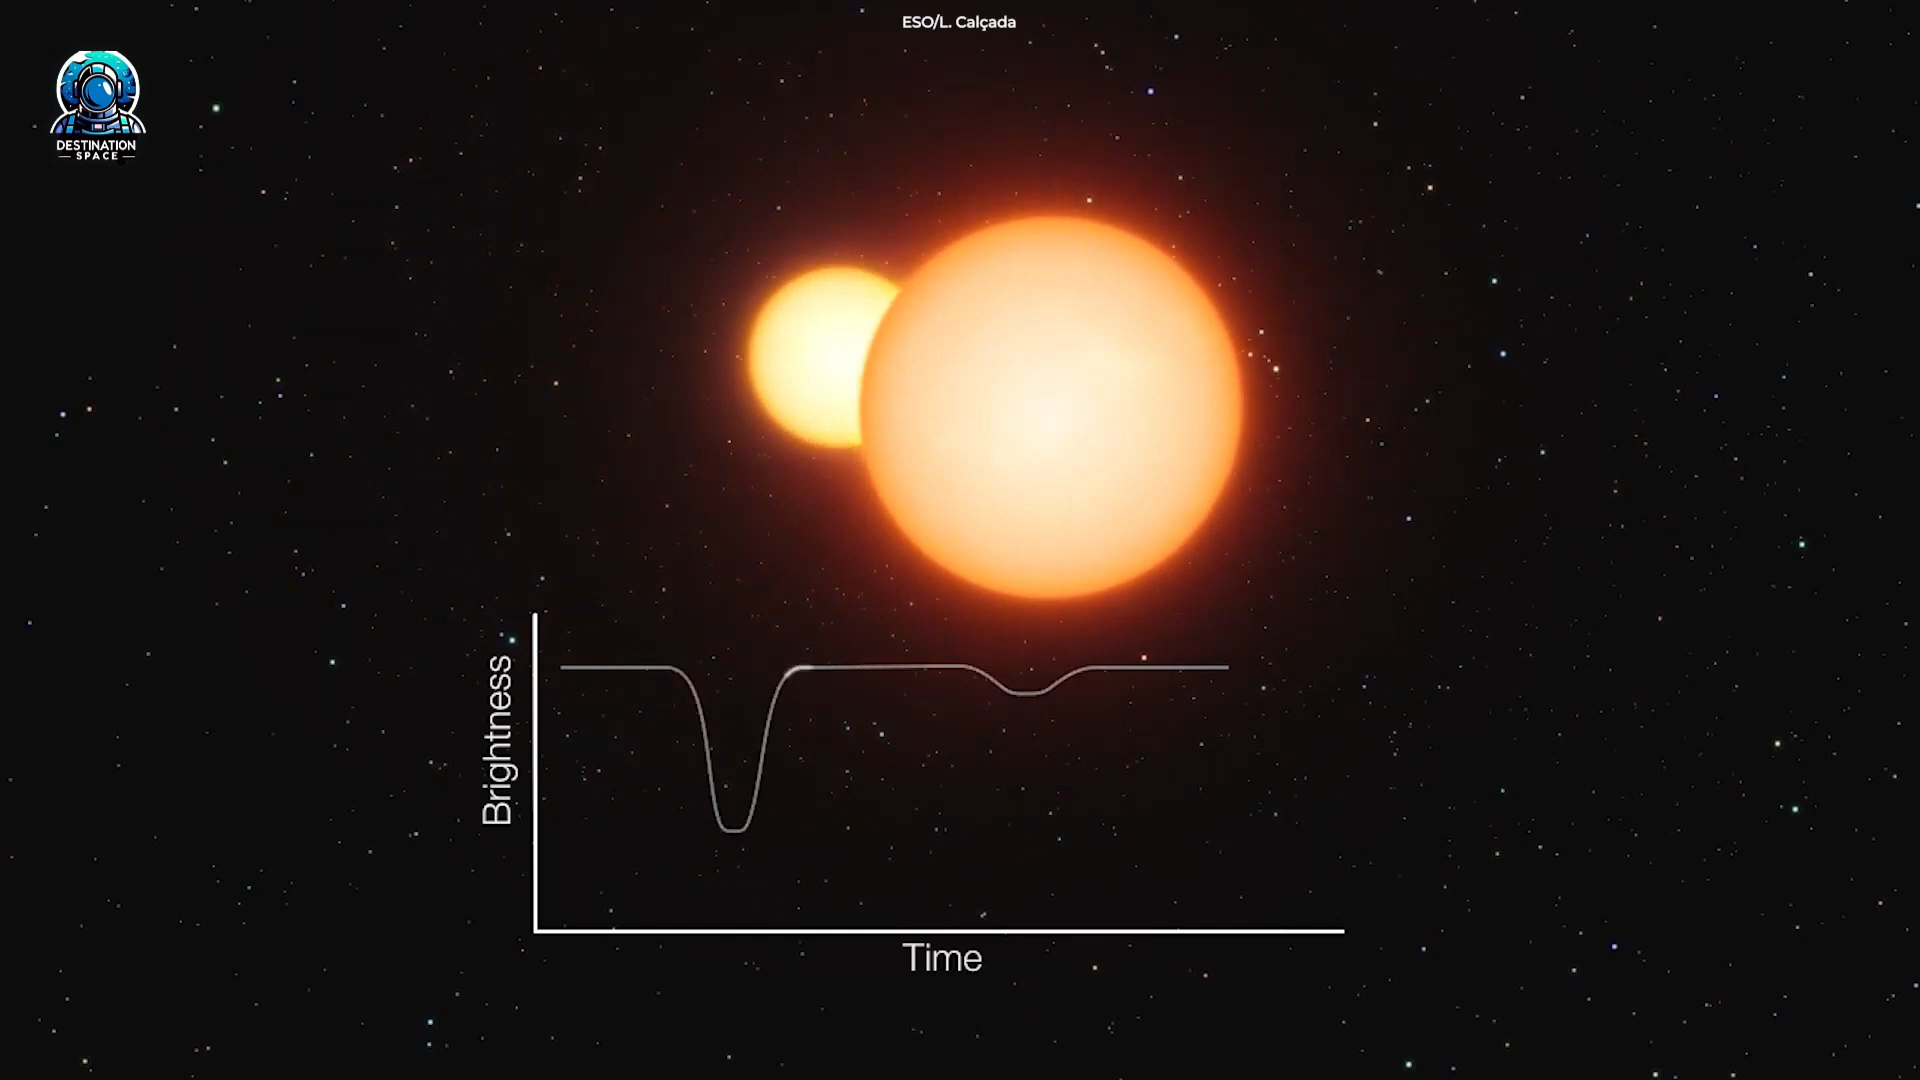 ESO/L. Calçada
DESTINATION
SPACE
Brightness
Time